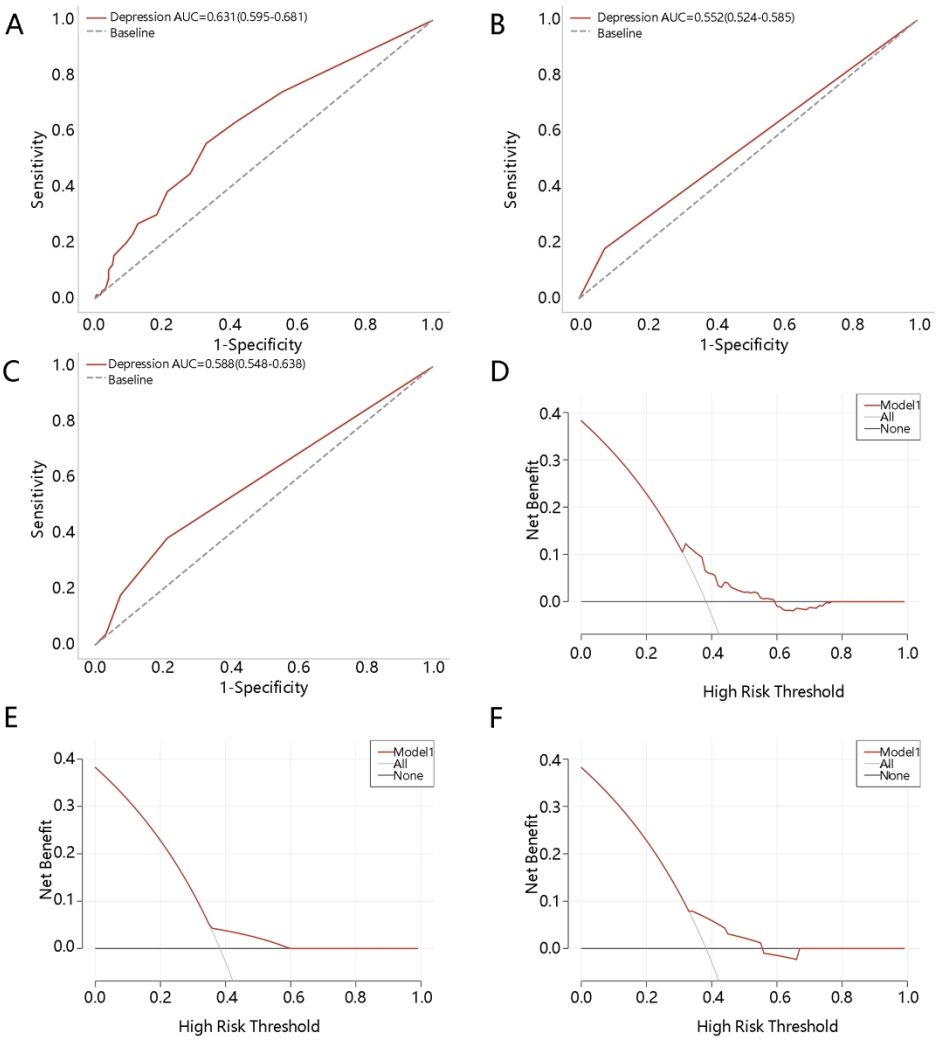 A
Depression AUC=0.631(0.595-0.681)
Baseline
1.0
0.8
0.6
0.4
0.2
0.0
Sensitivity
0.0 0.2 0.4 0.6 0.8 1.0
1-Specificity
B
Depression AUC=0.552(0.524-0.585)
Baseline
1.0
0.8
0.6
0.4
0.2
0.0
Sensitivity
0.0 0.2 0.4 0.6 0.8 1.0
1-Specificity
C
Depression AUC=0.588(0.548-0.638)
Baseline
1.0
0.8
0.6
0.4
0.2
0.0
Sensitivity
0.0 0.2 0.4 0.6 0.8 1.0
1-Specificity
D
Model1
All
None
0.4
0.3
0.2
0.1
0.0
Net Benefit
0.0 0.2 0.4 0.6 0.8 1.0
High Risk Threshold
E
Model1
All
None
0.4
0.3
0.2
0.1
0.0
Net Benefit
0.0 0.2 0.4 0.6 0.8 1.0
High Risk Threshold
F
Model1
All
None
0.4
0.3
0.2
0.1
0.0
Net Benefit
0.0 0.2 0.4 0.6 0.8 1.0
High Risk Threshold